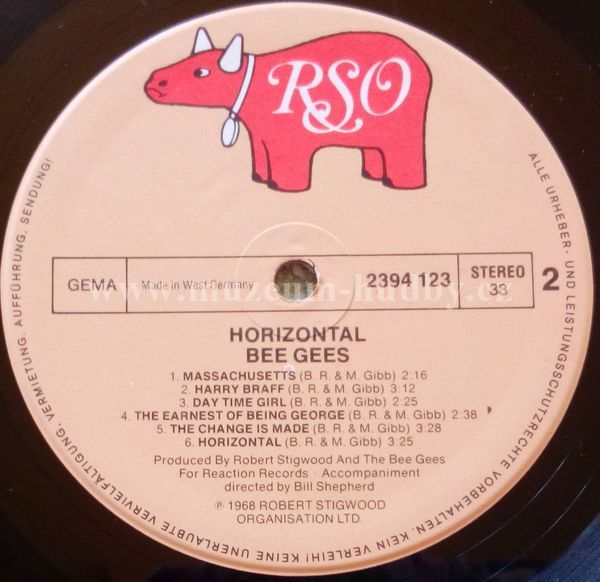 RSO
GEMA
Made in West Germany
2394 123
STEREO
33
2
www.muzeum-hudby.cz
HORIZONTAL
BEE GEES
1. MASSACHUSETTS (B. R. & M. Gibb) 2:16
2. HARRY BRAFF (B. R. & M. Gibb) 3:12
3. DAY TIME GIRL (B. R. & M. Gibb) 2:25
4. THE EARNEST OF BEING GEORGE (B. R. & M. Gibb) 2:38
5. THE CHANGE IS MADE (B. R. & M. Gibb) 3:28
6. HORIZONTAL (B. R. & M. Gibb) 3:25
Produced By Robert Stigwood And The Bee Gees
For Reaction Records · Accompaniment
directed by Bill Shepherd
℗ 1968 ROBERT STIGWOOD
ORGANISATION LTD.
ALLE URHEBER- UND LEISTUNGSSCHUTZRECHTE VORBEHALTEN. KEIN VERLEIH! KEINE UNERLAUBTE VERVIELFÄLTIGUNG, VERMIETUNG, AUFFÜHRUNG, SENDUNG!